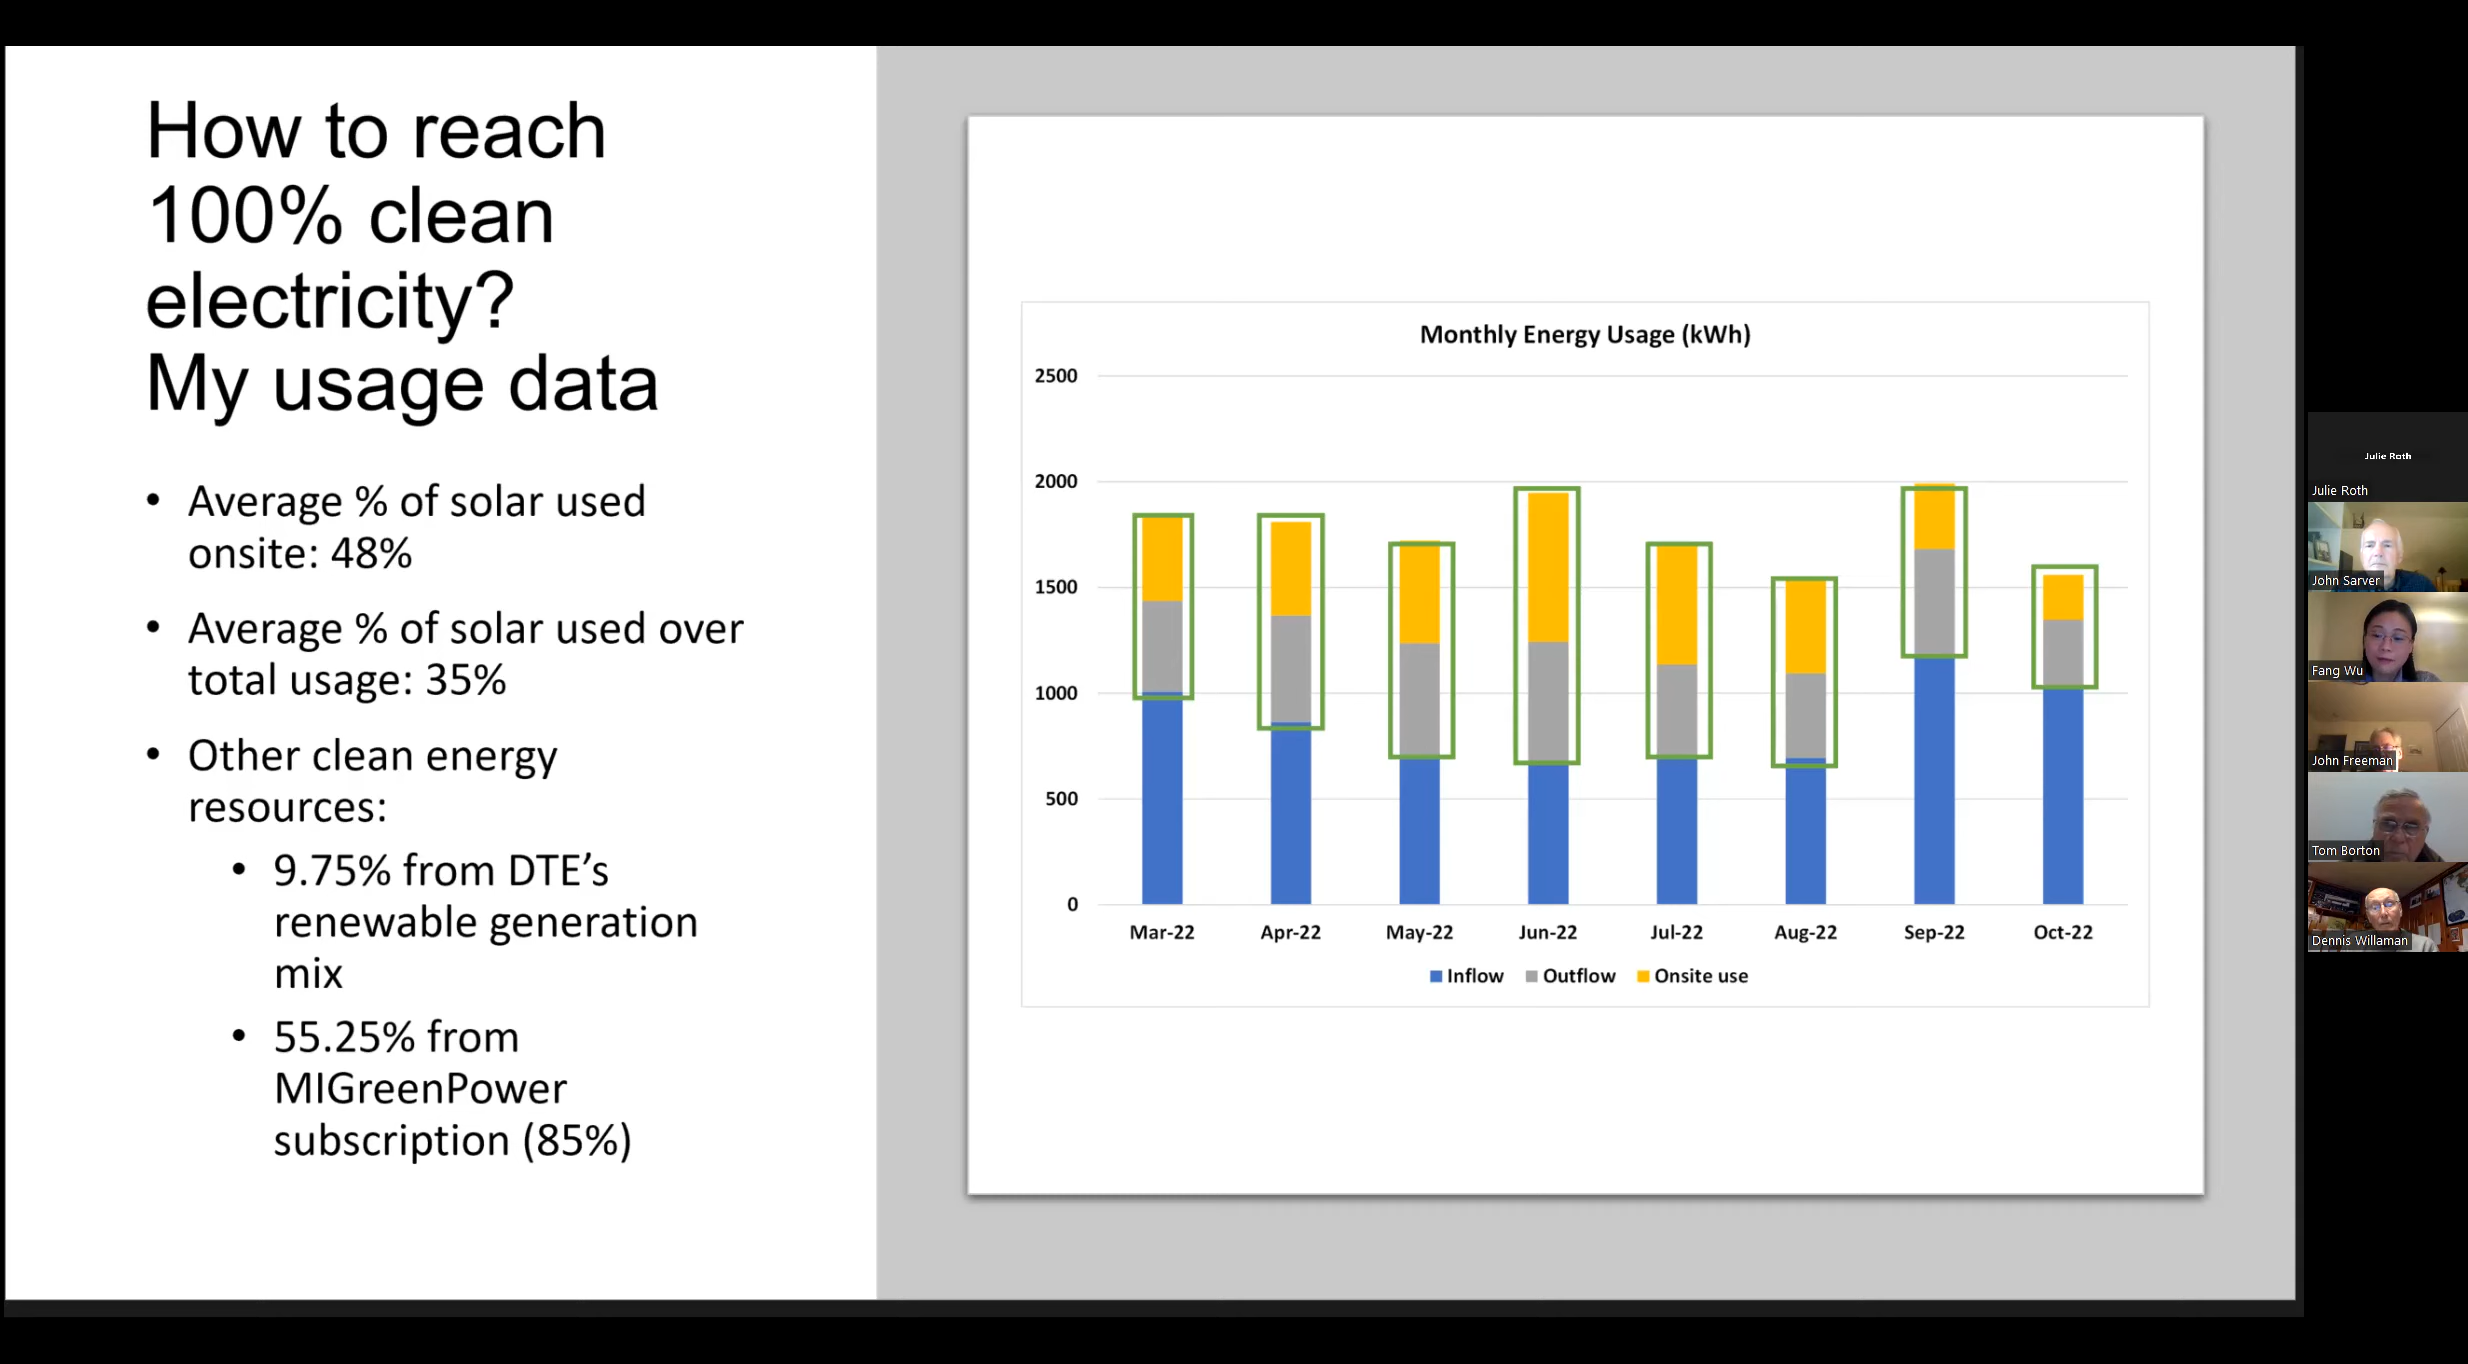 How to reach
100% clean
electricity?
My usage data
• Average % of solar used
onsite: 48%
• Average % of solar used over
total usage: 35%
• Other clean energy
resources:
• 9.75% from DTE’s
renewable generation
mix
• 55.25% from
MIGreenPower
subscription (85%)
Monthly Energy Usage (kWh)
2500
2000
1500
1000
500
0
Mar-22 Apr-22 May-22 Jun-22 Jul-22 Aug-22 Sep-22 Oct-22
Inflow Outflow Onsite use
Julie Roth
Julie Roth
John Sarver
Fang Wu
John Freeman
Tom Borton
Dennis Willaman